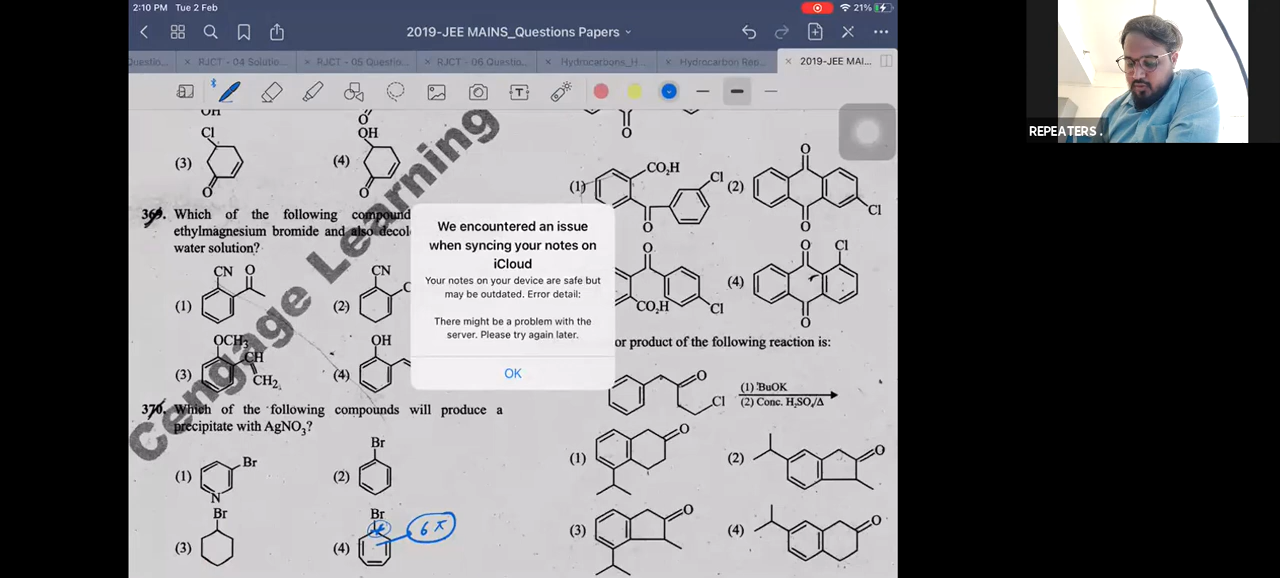 2:10 PM Tue 2 Feb
21%
2019-JEE MAINS_Questions Papers
Questio...
RJCT - 04 Solutio...
RJCT - 05 Questio...
RJCT - 06 Questio...
Hydrocarbons_H...
Hydrocarbon Rep...
2019-JEE MAI...
T
REPEATERS .
Cengage Learning
OH
Cl
(3)
O
O
OH
(4)
O
369. Which of the following compound
ethylmagnesium bromide and also decol
water solution?
CN O
(1)
CN
(2)
OCH3
CH
CH2
(3)
OH
(4)
370. Which of the following compounds will produce a
precipitate with AgNO3?
Br
(1)
N
Br
(2)
Br
(3)
Br
(4)
6π
We encountered an issue
when syncing your notes on
iCloud
Your notes on your device are safe but
may be outdated. Error detail:
There might be a problem with the
server. Please try again later.
OK
O
CO2H
(1)
Cl
O
O
(2)
Cl
O
O
CO2H
Cl
O
Cl
(4)
O
or product of the following reaction is:
O
Cl
(1) tBuOK
(2) Conc. H2SO4/Δ
(1)
O
(2)
O
(3)
O
(4)
O